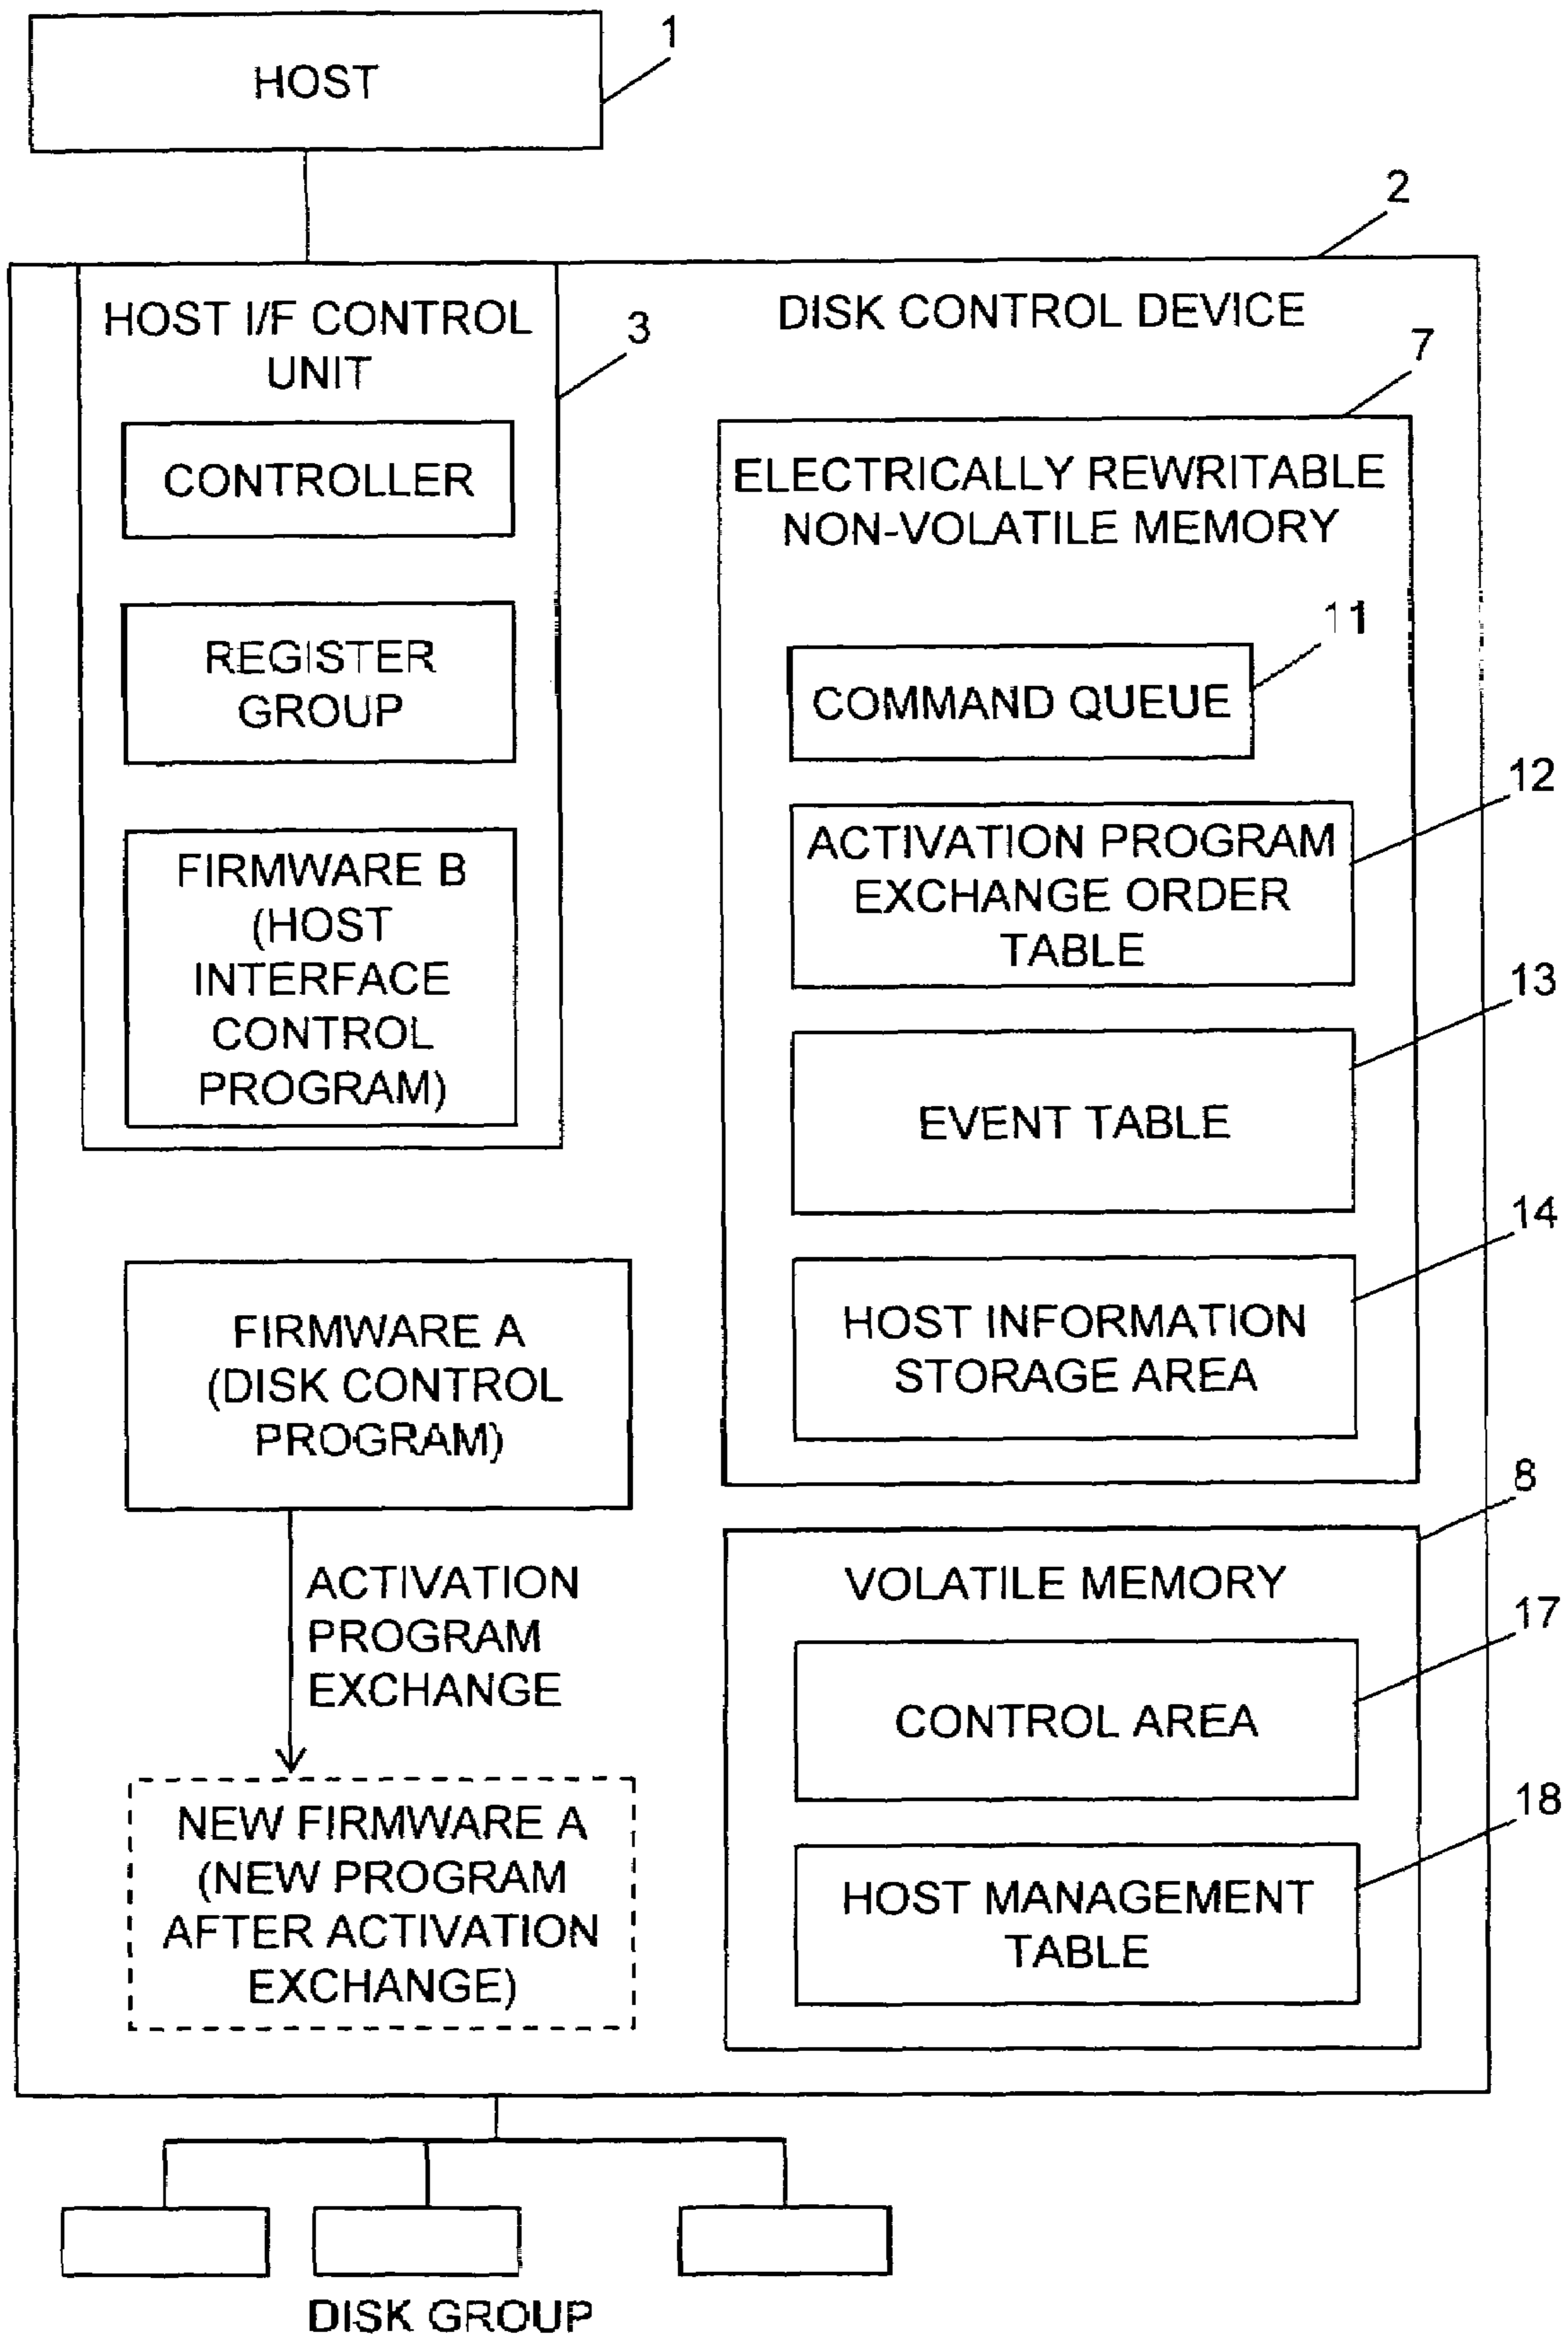 1
HOST
2
HOST I/F CONTROL
UNIT
3
CONTROLLER
REGISTER
GROUP
FIRMWARE B
(HOST
INTERFACE
CONTROL
PROGRAM)
FIRMWARE A
(DISK CONTROL
PROGRAM)
ACTIVATION
PROGRAM
EXCHANGE
NEW FIRMWARE A
(NEW PROGRAM
AFTER ACTIVATION
EXCHANGE)
DISK CONTROL DEVICE
7
ELECTRICALLY REWRITABLE
NON-VOLATILE MEMORY
11
COMMAND QUEUE
12
ACTIVATION PROGRAM
EXCHANGE ORDER
TABLE
13
EVENT TABLE
14
HOST INFORMATION
STORAGE AREA
8
VOLATILE MEMORY
17
CONTROL AREA
18
HOST MANAGEMENT
TABLE
DISK GROUP